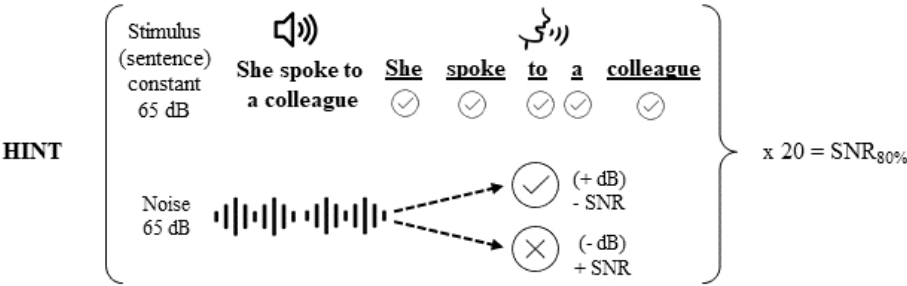 HINT
Stimulus
(sentence)
constant
65 dB
She spoke to
a colleague
She spoke to a colleague
Noise
65 dB
(+ dB)
- SNR
(- dB)
+ SNR
x 20 = SNR80%